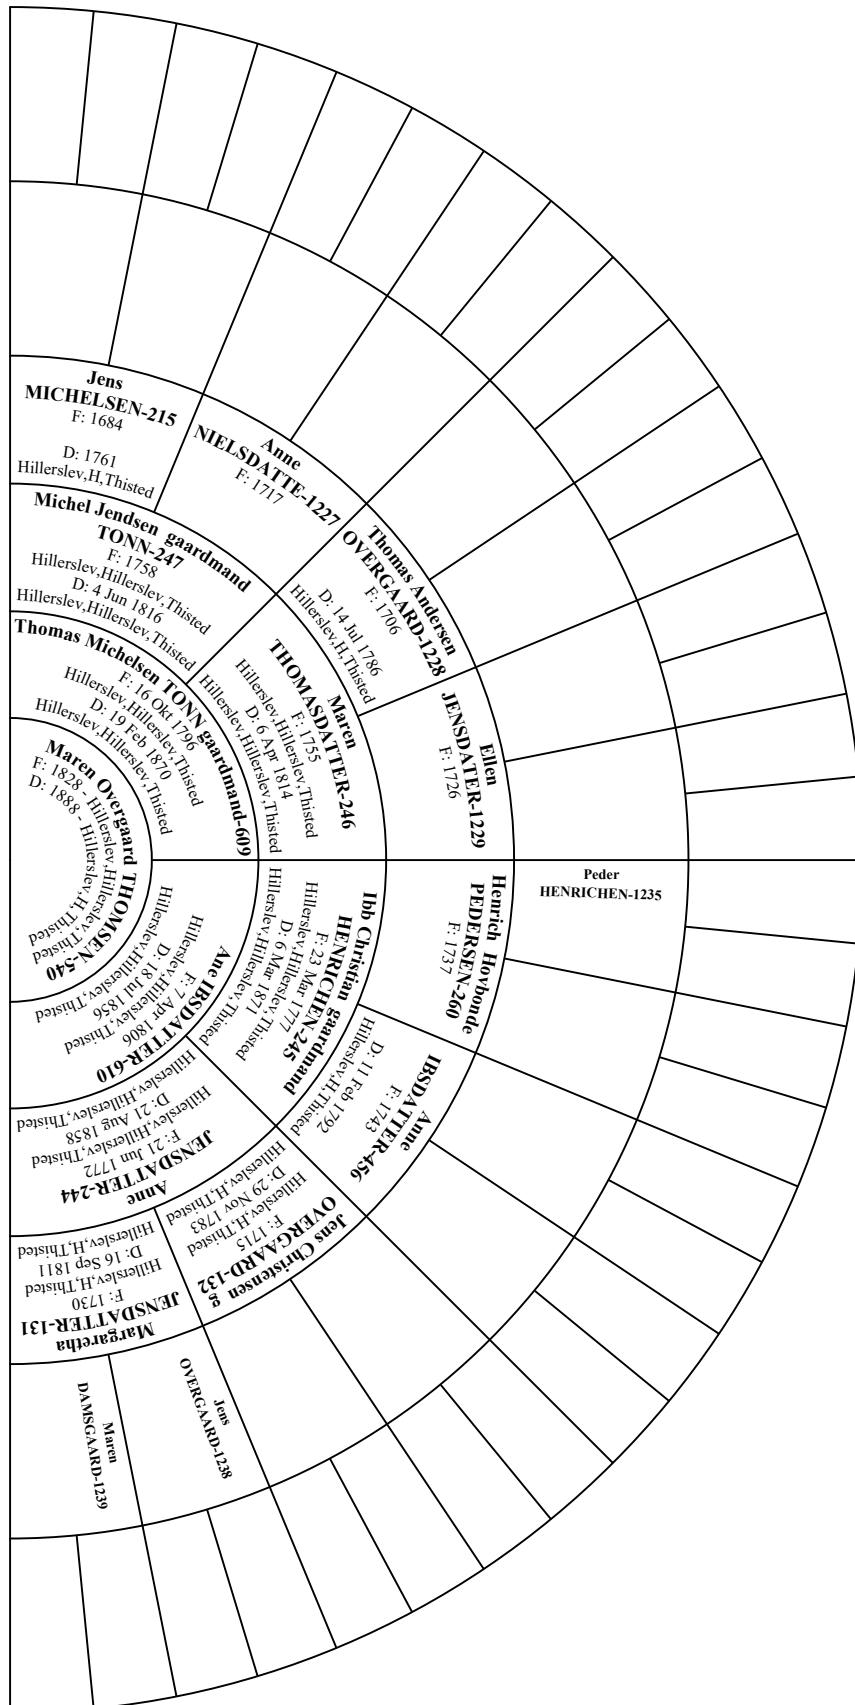 Jens
MICHELSEN-215
F: 1684
D: 1761
Hillerslev,H,Thisted
Anne
NIELSDATTE-1227
F: 1717
Thomas Andersen
OVERGAARD-1228
F: 1706
D: 14 Jul 1786
Hillerslev,H,Thisted
Ellen
JENSDATER-1229
F: 1726
Michel Jendsen gaardmand
TONN-247
F: 1758
Hillerslev,Hillerslev,Thisted
D: 4 Jun 1816
Hillerslev,Hillerslev,Thisted
Maren
THOMASDATTER-246
F: 1755
Hillerslev,Hillerslev,Thisted
D: 6 Apr 1814
Hillerslev,Hillerslev,Thisted
Thomas Michelsen TONN gaardmand-609
F: 16 Okt 1796
Hillerslev,Hillerslev,Thisted
D: 19 Feb 1870
Hillerslev,Hillerslev,Thisted
Maren Overgaard THOMSEN-540
F: 1828 - Hillerslev,Hillerslev,Thisted
D: 1888 - Hillerslev,H,Thisted
Ane IBSDATTER-610
F: 7 Apr 1806
Hillerslev,Hillerslev,Thisted
D: 18 Jul 1856
Hillerslev,Hillerslev,Thisted
Ibb Christian gaardmand
HENRICHEN-245
F: 23 Mar 1777
Hillerslev,Hillerslev,Thisted
D: 6 Mar 1871
Hillerslev,Hillerslev,Thisted
Henrich Hovbonde
PEDERSEN-260
F: 1737
Peder
HENRICHEN-1235
Anne
IBSDATTER-456
F: 1743
D: 11 Feb 1792
Hillerslev,H,Thisted
Anne
JENSDATTER-244
F: 21 Jun 1772
Hillerslev,Hillerslev,Thisted
D: 21 Aug 1858
Hillerslev,Hillerslev,Thisted
Jens Christensen g
OVERGAARD-132
F: 1715
Hillerslev,H,Thisted
D: 29 Nov 1783
Hillerslev,H,Thisted
Margaretha
JENSDATTER-131
F: 1730
Hillerslev,H,Thisted
D: 16 Sep 1811
Hillerslev,H,Thisted
Jens
OVERGAARD-1238
Maren
DAMSGAARD-1239